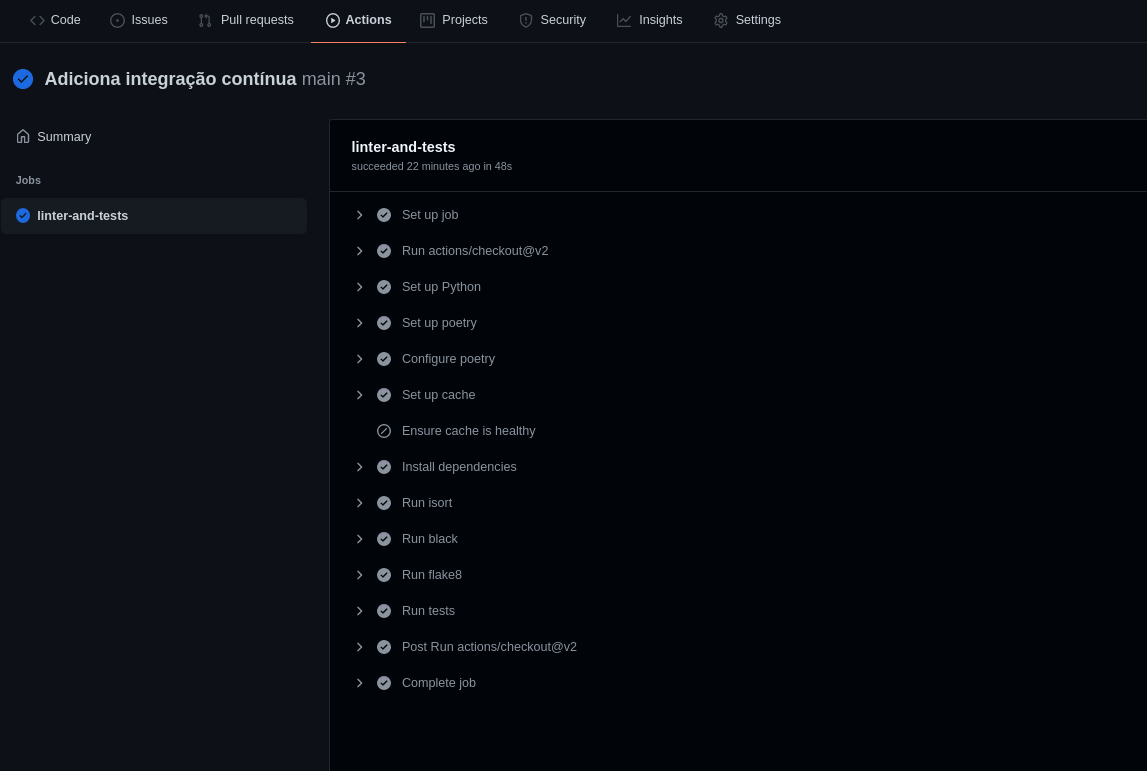 Code Issues Pull requests Actions Projects Security Insights Settings
Adiciona integração contínua main #3
Summary
Jobs
linter-and-tests
linter-and-tests
succeeded 22 minutes ago in 48s
Set up job
Run actions/checkout@v2
Set up Python
Set up poetry
Configure poetry
Set up cache
Ensure cache is healthy
Install dependencies
Run isort
Run black
Run flake8
Run tests
Post Run actions/checkout@v2
Complete job